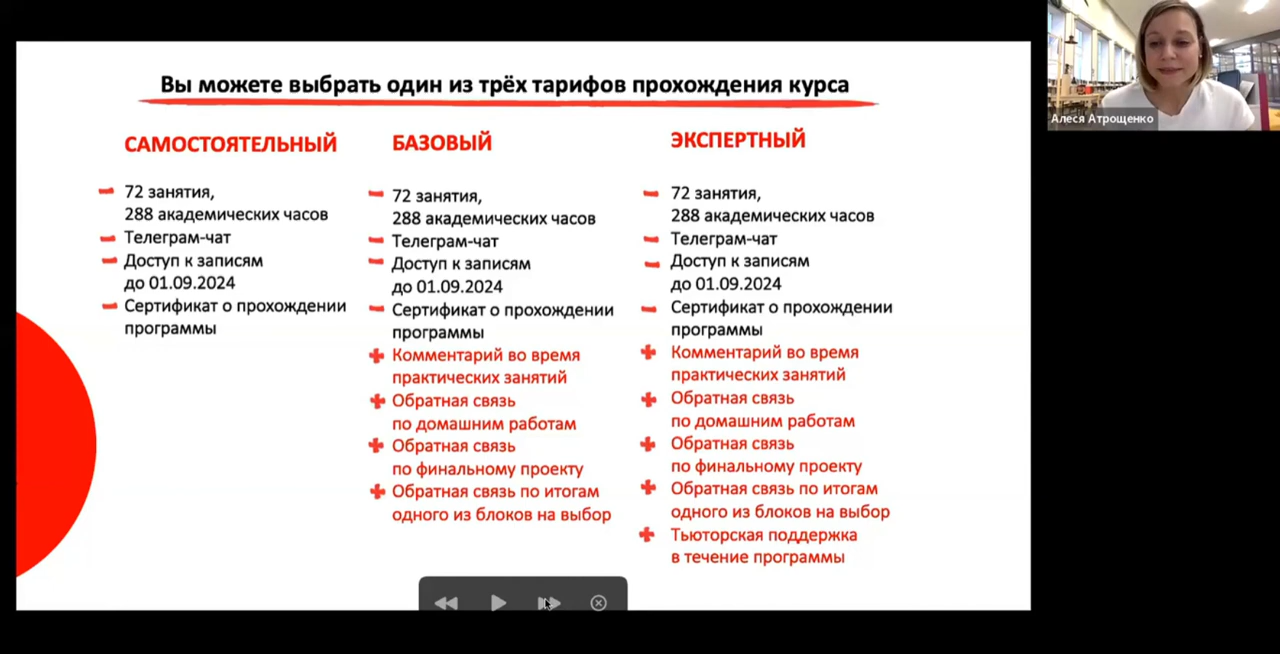 Вы можете выбрать один из трёх тарифов прохождения курса
САМОСТОЯТЕЛЬНЫЙ
72 занятия,
288 академических часов
Телеграм-чат
Доступ к записям
до 01.09.2024
Сертификат о прохождении
программы
БАЗОВЫЙ
72 занятия,
288 академических часов
Телеграм-чат
Доступ к записям
до 01.09.2024
Сертификат о прохождении
программы
Комментарий во время
практических занятий
Обратная связь
по домашним работам
Обратная связь
по финальному проекту
Обратная связь по итогам
одного из блоков на выбор
ЭКСПЕРТНЫЙ
72 занятия,
288 академических часов
Телеграм-чат
Доступ к записям
до 01.09.2024
Сертификат о прохождении
программы
Комментарий во время
практических занятий
Обратная связь
по домашним работам
Обратная связь
по финальному проекту
Обратная связь по итогам
одного из блоков на выбор
Тьюторская поддержка
в течение программы
Алеся Атрощенко